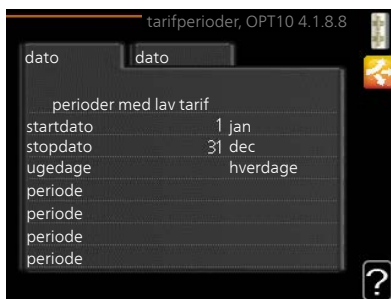 tarifperioder, OPT10 4.1.8.8
dato dato
perioder med lav tarif
startdato 1 jan
stopdato 31 dec
ugedage hverdage
periode
periode
periode
periode
?